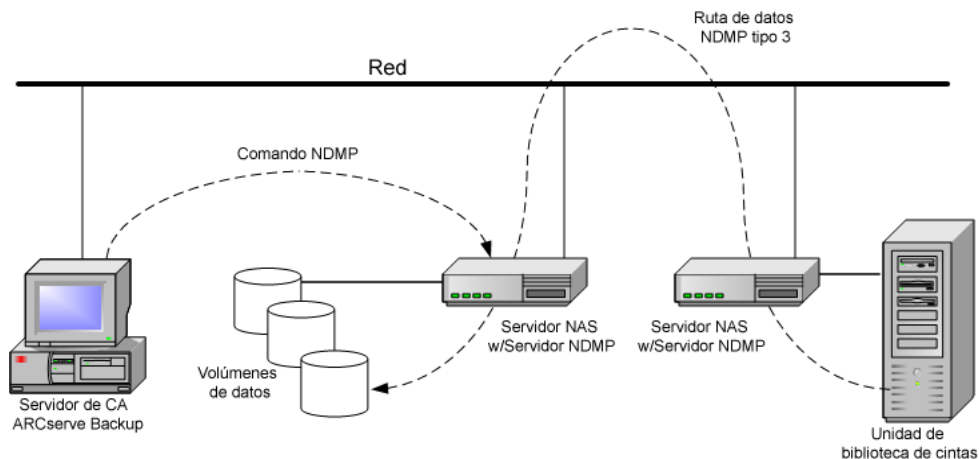 Ruta de datos
NDMP tipo 3
Red
Comando NDMP
Servidor NAS
w/Servidor NDMP
Servidor NAS
w/Servidor NDMP
Volúmenes
de datos
Servidor de CA
ARCserve Backup
Unidad de
biblioteca de cintas